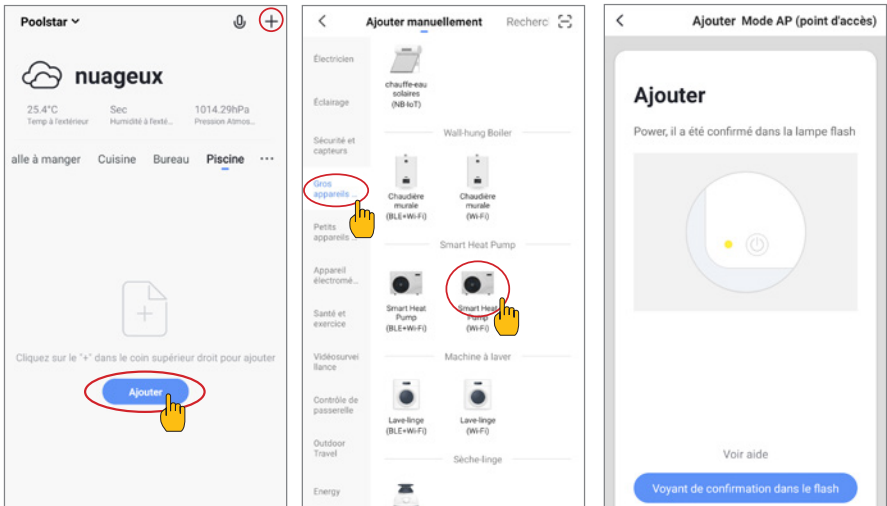 Poolstar
nuageux
25.4°C Sec 1014.29hPa
Temp à l'extérieur Humidité à l'exté... Pression Atmos...
alle à manger Cuisine Bureau Piscine ...
Cliquez sur le "+" dans le coin supérieur droit pour ajouter
Ajouter
Ajouter manuellement Recherc
Électricien
Éclairage
Sécurité et
capteurs
Gros
appareils ...
Petits
appareils ...
Appareil
électromé...
Santé et
exercice
Vidéosurvei
llance
Contrôle de
passerelle
Outdoor
Travel
Energy
chauffe-eau
solaires
(NB-IoT)
Wall-hung Boiler
Chaudière
murale
(BLE+Wi-Fi)
Chaudière
murale
(Wi-Fi)
Smart Heat Pump
Smart Heat
Pump
(BLE+Wi-Fi)
Smart Heat
Pump
(Wi-Fi)
Machine à laver
Lave-linge
(BLE+Wi-Fi)
Lave-linge
(Wi-Fi)
Sèche-linge
Ajouter Mode AP (point d'accès)
Ajouter
Power, il a été confirmé dans la lampe flash
Voir aide
Voyant de confirmation dans le flash